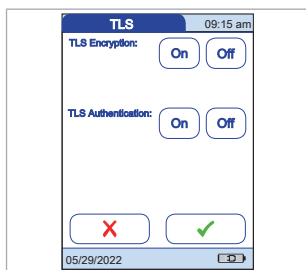 TLS 09:15 am
TLS Encryption: On Off
TLS Authentication: On Off
05/29/2022